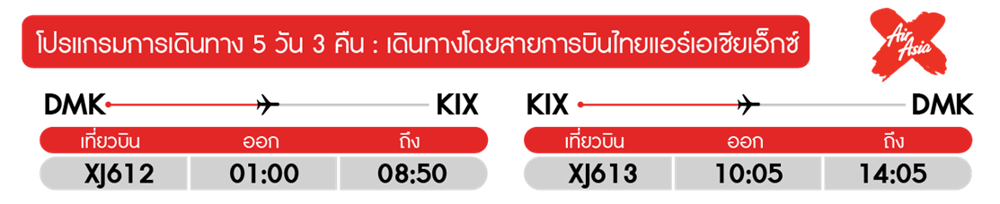 โปรแกรมการเดินทาง 5 วัน 3 คืน : เดินทางโดยสายการบินไทยแอร์เอเชียเอ็กซ์
Air
Asia
DMK KIX
เที่ยวบิน ออก ถึง
XJ612 01:00 08:50
KIX DMK
เที่ยวบิน ออก ถึง
XJ613 10:05 14:05